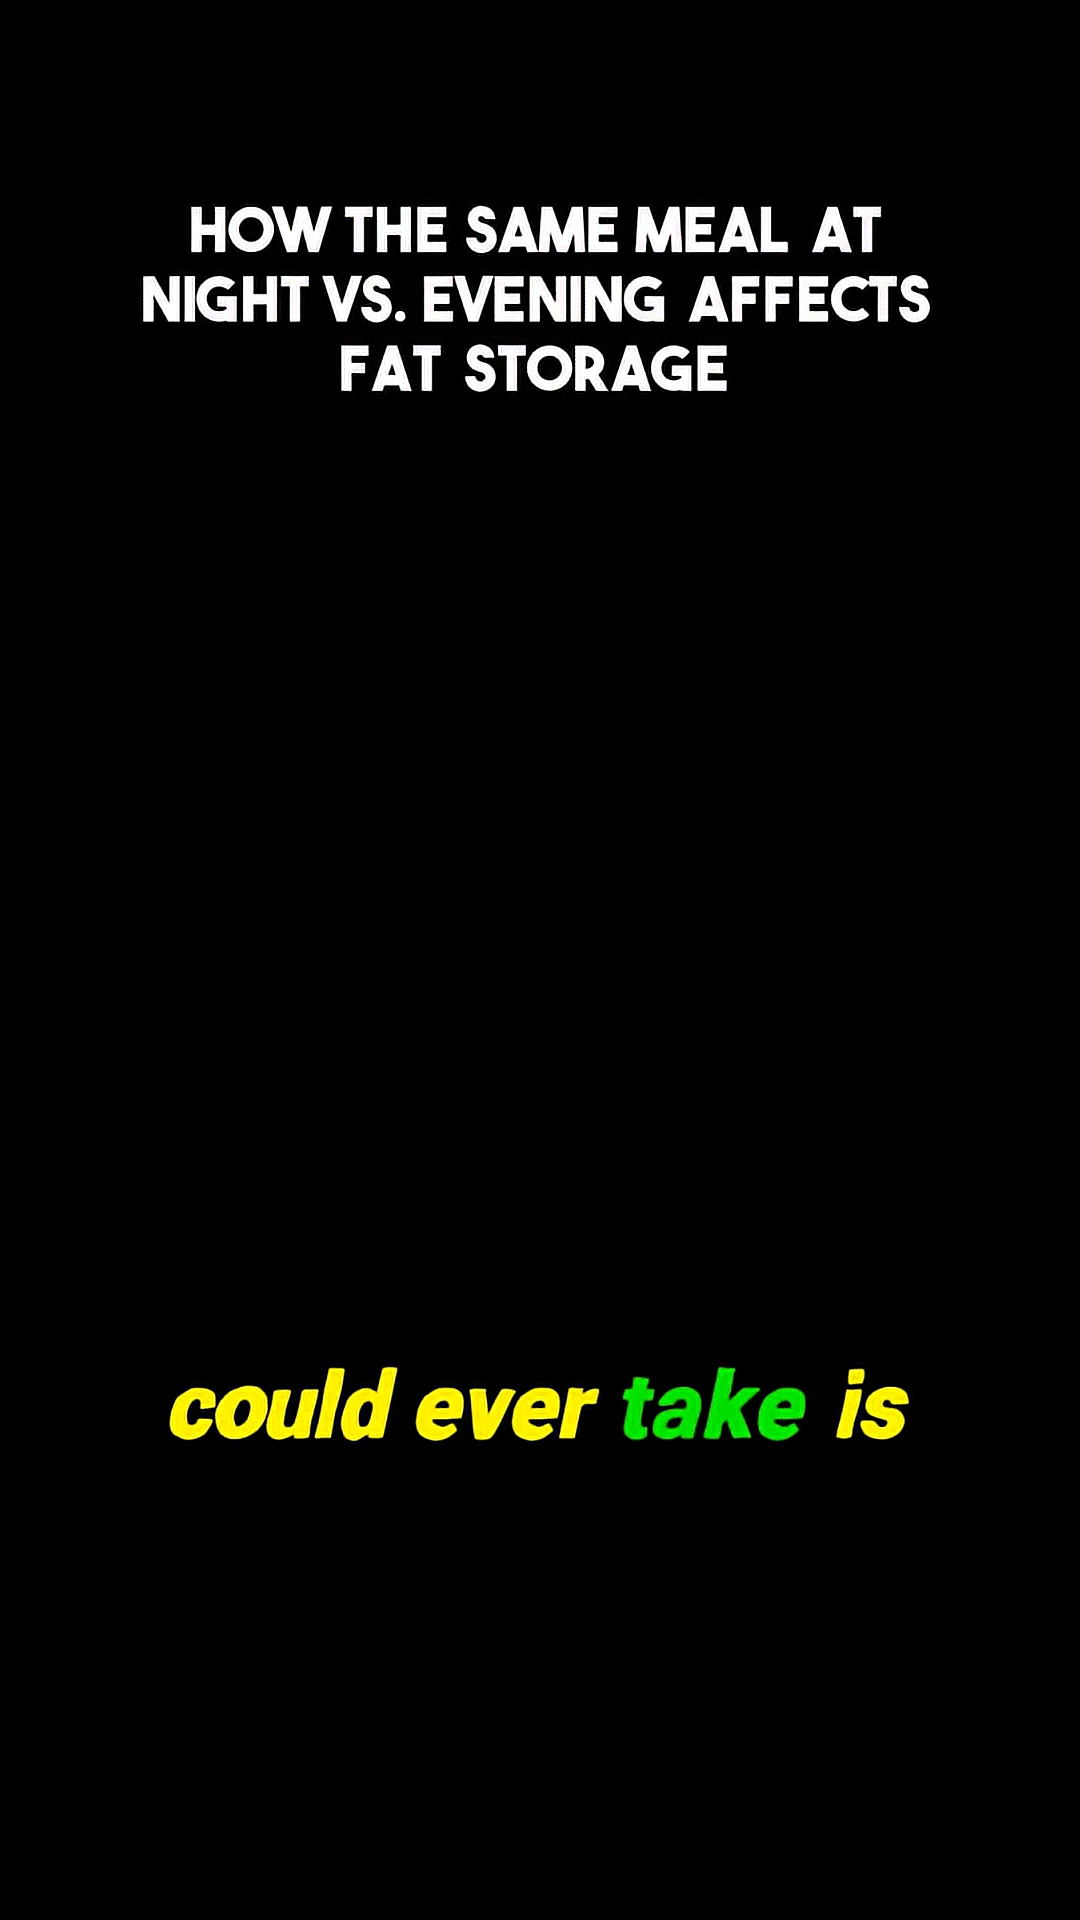 HOW THE SAME MEAL AT
NIGHT VS. EVENING AFFECTS
FAT STORAGE
could ever take is